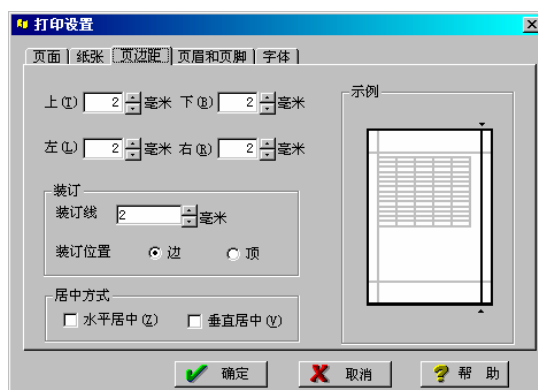 打印设置
页面 纸张 页边距 页眉和页脚 字体
上(T) 2 毫米 下(B) 2 毫米
左(L) 2 毫米 右(R) 2 毫米
装订
装订线 2 毫米
装订位置 边 顶
居中方式
水平居中(Z) 垂直居中(V)
示例
确定 取消 帮助